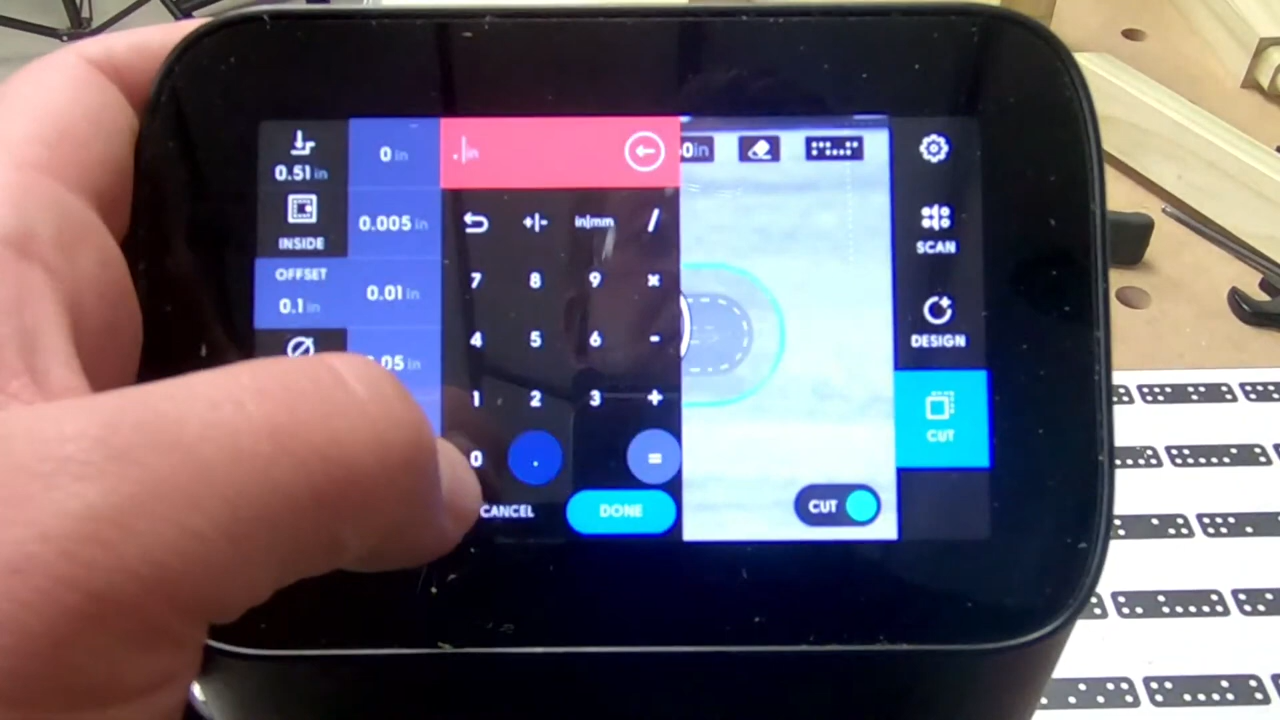 0.51 in
INSIDE
OFFSET
0.1 in
0 in
0.005 in
0.01 in
.05 in
. in
0in
+|-
in|mm
/
7 8 9 ×
4 5 6 -
1 2 3 +
0 . =
CANCEL
DONE
CUT
SCAN
DESIGN
CUT